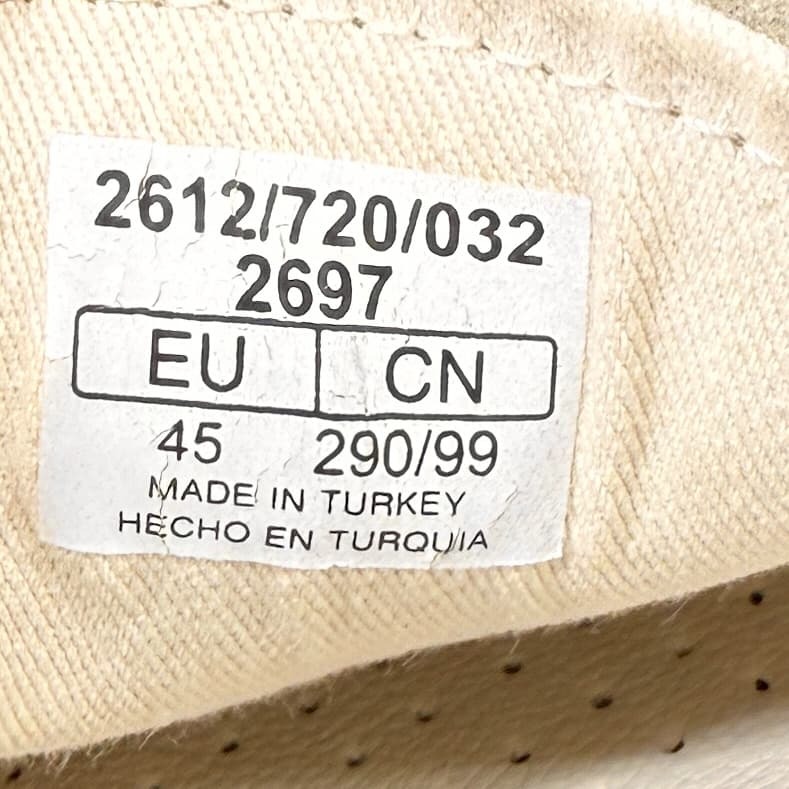 2612/720/032
2697
EU CN
45 290/99
MADE IN TURKEY
HECHO EN TURQUIA